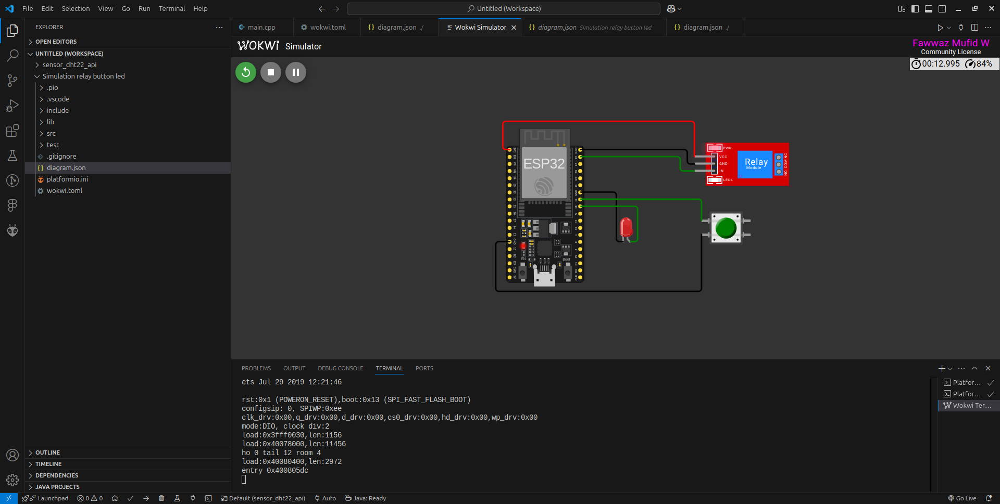 File Edit Selection View Go Run Terminal Help
Untitled (Workspace)
EXPLORER
OPEN EDITORS
UNTITLED (WORKSPACE)
sensor_dht22_api
Simulation relay button led
.pio
.vscode
include
lib
src
test
.gitignore
diagram.json
platformio.ini
wokwi.toml
OUTLINE
TIMELINE
DEPENDENCIES
JAVA PROJECTS
main.cpp
wokwi.toml
diagram.json ./
Wokwi Simulator
diagram.json Simulation relay button led
diagram.json ./
WOKWI Simulator
Fawwaz Mufid W
Community License
00:12.995 84%
ESP32
EN
Boot
PWR
VCC
GND
IN
LED1
Relay
Module
NO COM NC
PROBLEMS OUTPUT DEBUG CONSOLE TERMINAL PORTS
ets Jul 29 2019 12:21:46
rst:0x1 (POWERON_RESET),boot:0x13 (SPI_FAST_FLASH_BOOT)
configsip: 0, SPIWP:0xee
clk_drv:0x00,q_drv:0x00,d_drv:0x00,cs0_drv:0x00,hd_drv:0x00,wp_drv:0x00
mode:DIO, clock div:2
load:0x3fff0030,len:1156
load:0x40078000,len:11456
ho 0 tail 12 room 4
load:0x40080400,len:2972
entry 0x400805dc
Platfor...
Platfor...
Wokwi Ter...
Launchpad 0 0 Default (sensor_dht22_api) Auto Java: Ready Go Live